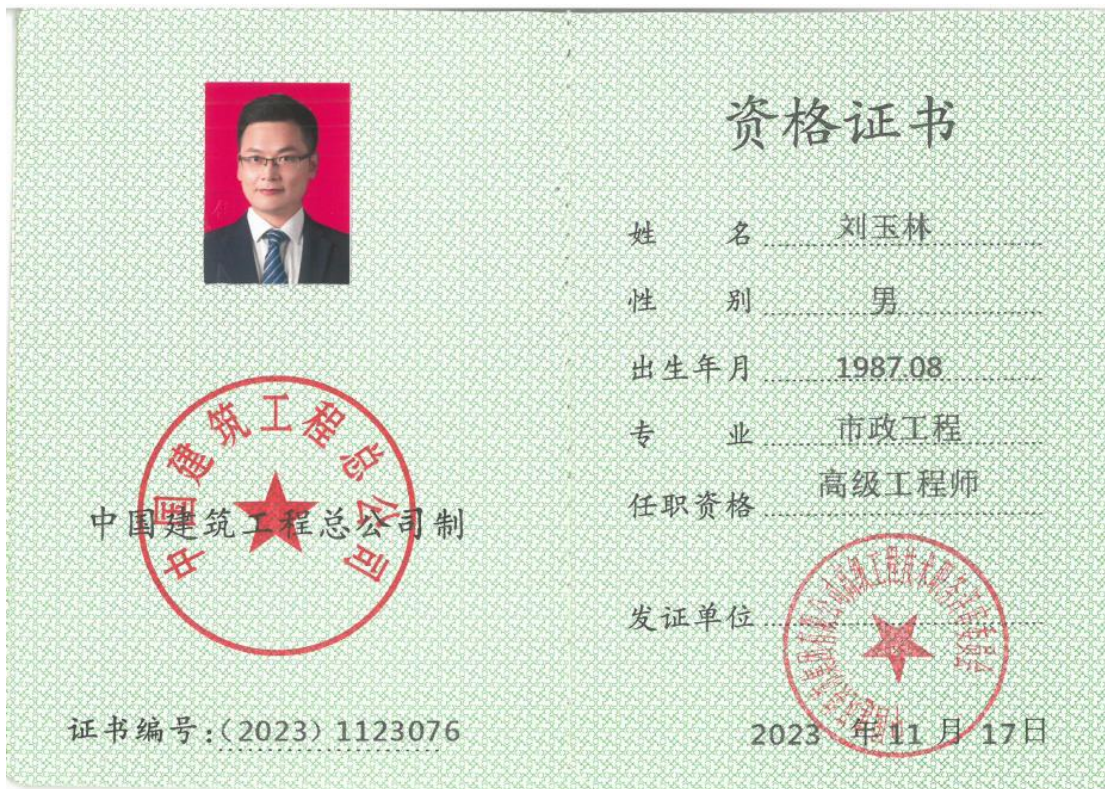 中国建筑工程总公司
中国建筑工程总公司制
证书编号:(2023)1123076
资格证书
姓名 刘玉林
性别 男
出生年月 1987.08
专业 市政工程
任职资格 高级工程师
发证单位
2023 年 11 月 17日